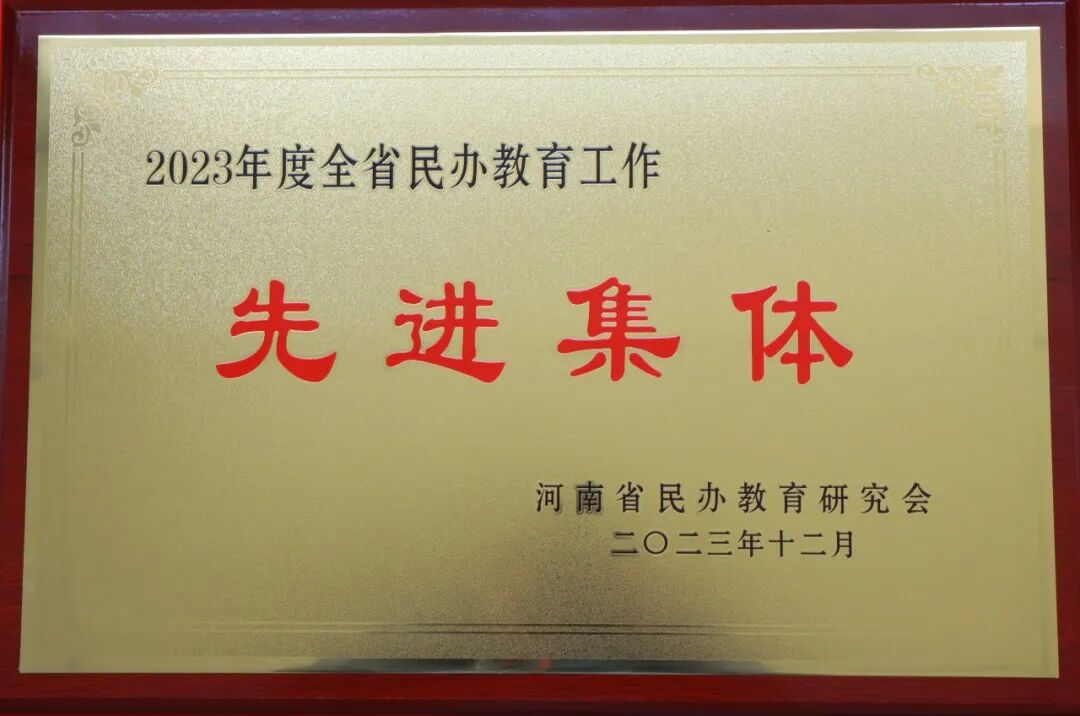 2023年度全省民办教育工作
先进集体
河南省民办教育研究会
二〇二三年十二月